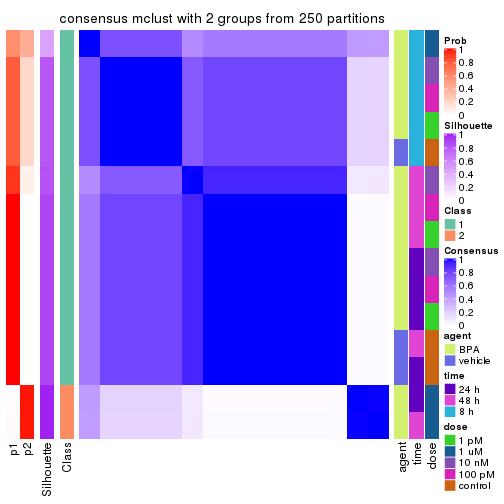 consensus mclust with 2 groups from 250 partitions
Prob
1
0.8
0.6
0.4
0.2
0
Silhouette
1
0.8
0.6
0.4
0.2
0
Class
1
2
Consensus
1
0.8
0.6
0.4
0.2
0
agent
BPA
vehicle
time
24 h
48 h
8 h
dose
1 pM
1 uM
10 nM
100 pM
control
p1
p2
Silhouette
Class
agent
time
dose